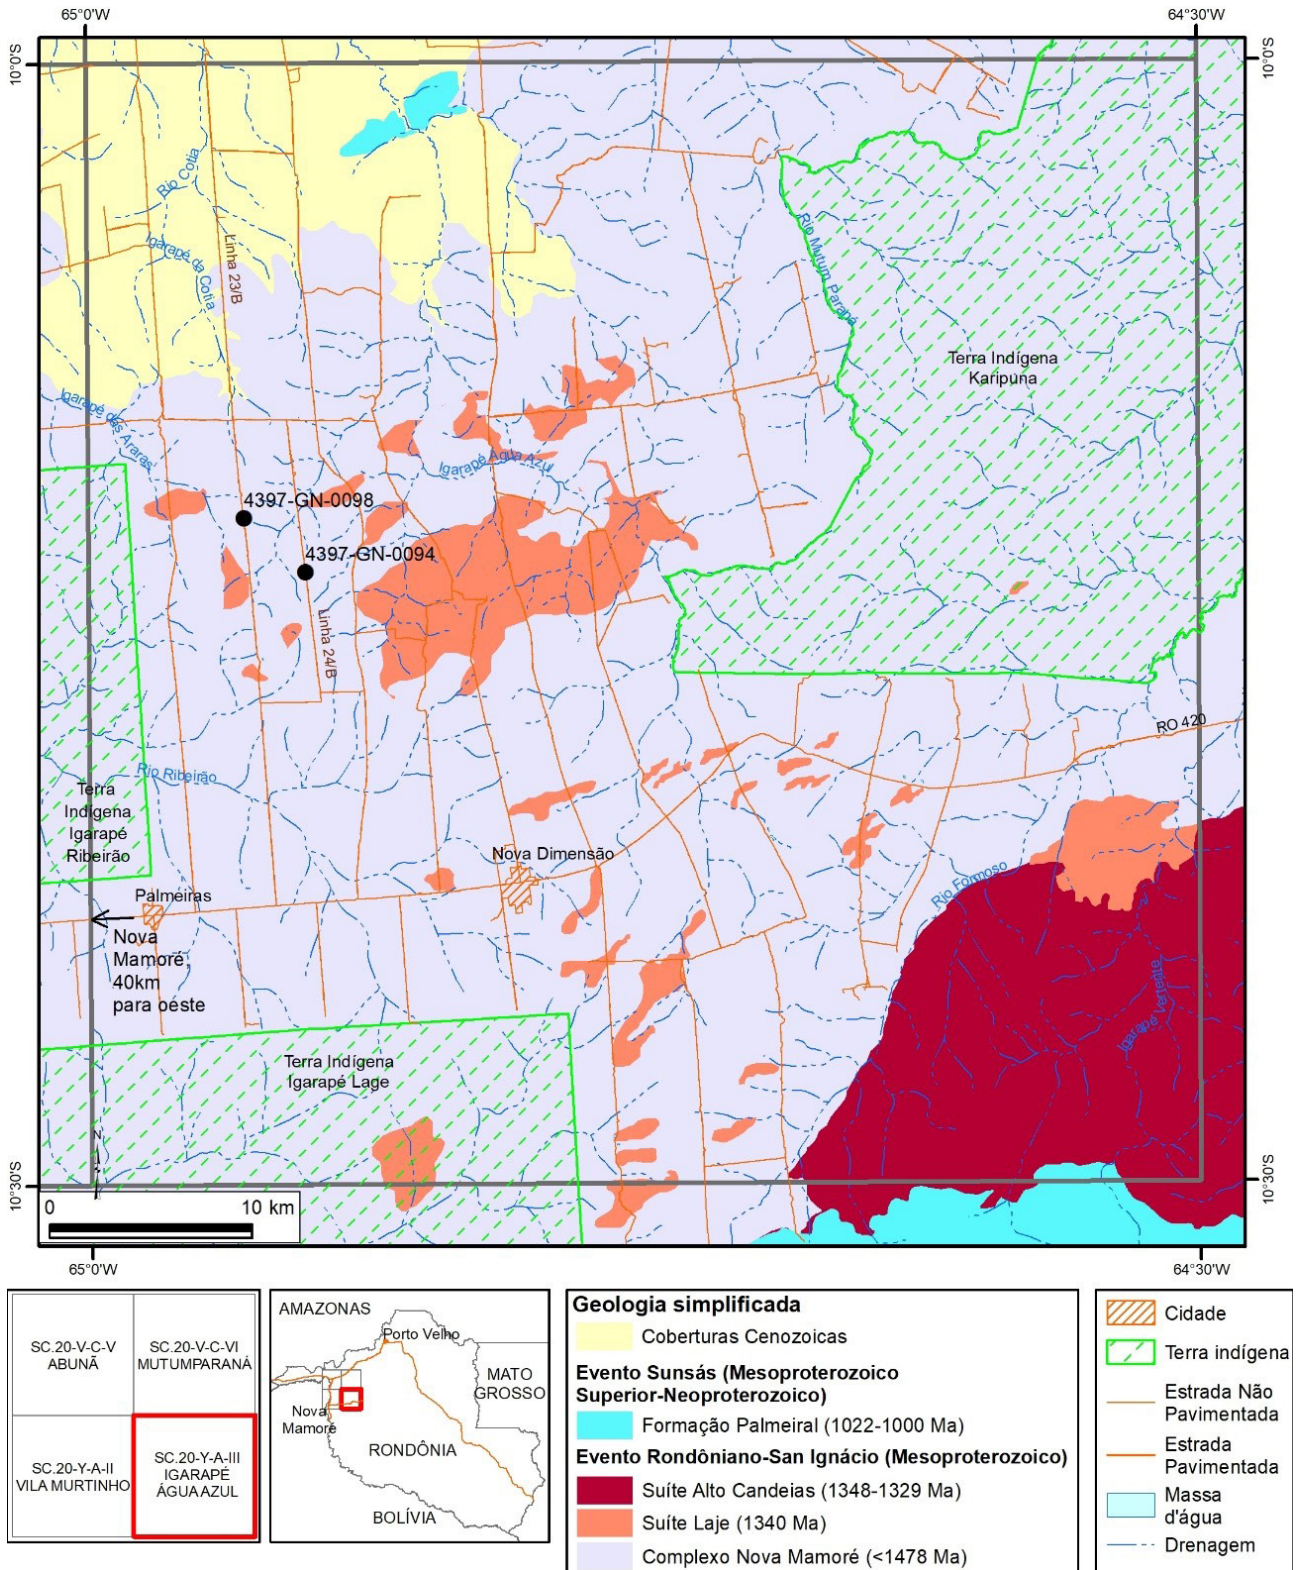 65°0'W
64°30'W
10°0'S
10°0'S
Rio Cotia
Igarapé da Cotia
Linha 23/B
Rio Mutum Paraná
Terra Indígena
Karipuna
Igarapé das Araras
Igarapé Água Azul
4397-GN-0098
4397-GN-0094
Linha 24/B
RO 420
Rio Ribeirão
Terra
Indígena
Igarapé
Ribeirão
Nova Dimensão
Rio Formoso
Palmeiras
Nova
Mamoré,
40km
para oeste
Igarapé Vertente
Terra Indígena
Igarapé Lage
N
10°30'S
10°30'S
0 10 km
65°0'W
64°30'W
SC.20-V-C-V
ABUNÃ
SC.20-V-C-VI
MUTUMPARANÁ
SC.20-Y-A-II
VILA MURTINHO
SC.20-Y-A-III
IGARAPÉ
ÁGUA AZUL
AMAZONAS
Porto Velho
MATO
GROSSO
Nova
Mamoré
RONDÔNIA
BOLÍVIA
Geologia simplificada
Coberturas Cenozoicas
Evento Sunsás (Mesoproterozoico
Superior-Neoproterozoico)
Formação Palmeiral (1022-1000 Ma)
Evento Rondôniano-San Ignácio (Mesoproterozoico)
Suíte Alto Candeias (1348-1329 Ma)
Suíte Laje (1340 Ma)
Complexo Nova Mamoré (<1478 Ma)
Cidade
Terra indígena
Estrada Não
Pavimentada
Estrada
Pavimentada
Massa
d'água
Drenagem